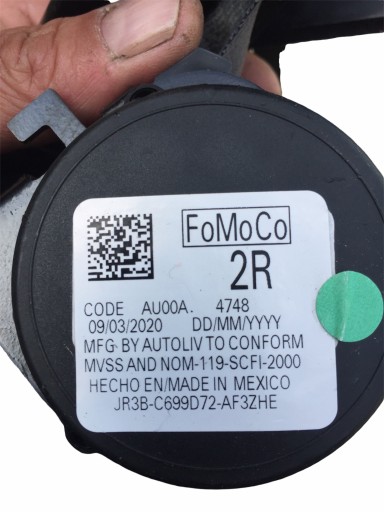 FoMoCo
2R
CODE AU00A. 4748
09/03/2020 DD/MM/YYYY
MFG· BY AUTOLIV TO CONFORM
MVSS AND NOM-119-SCFI-2000
HECHO EN/MADE IN MEXICO
JR3B-C699D72-AF3ZHE